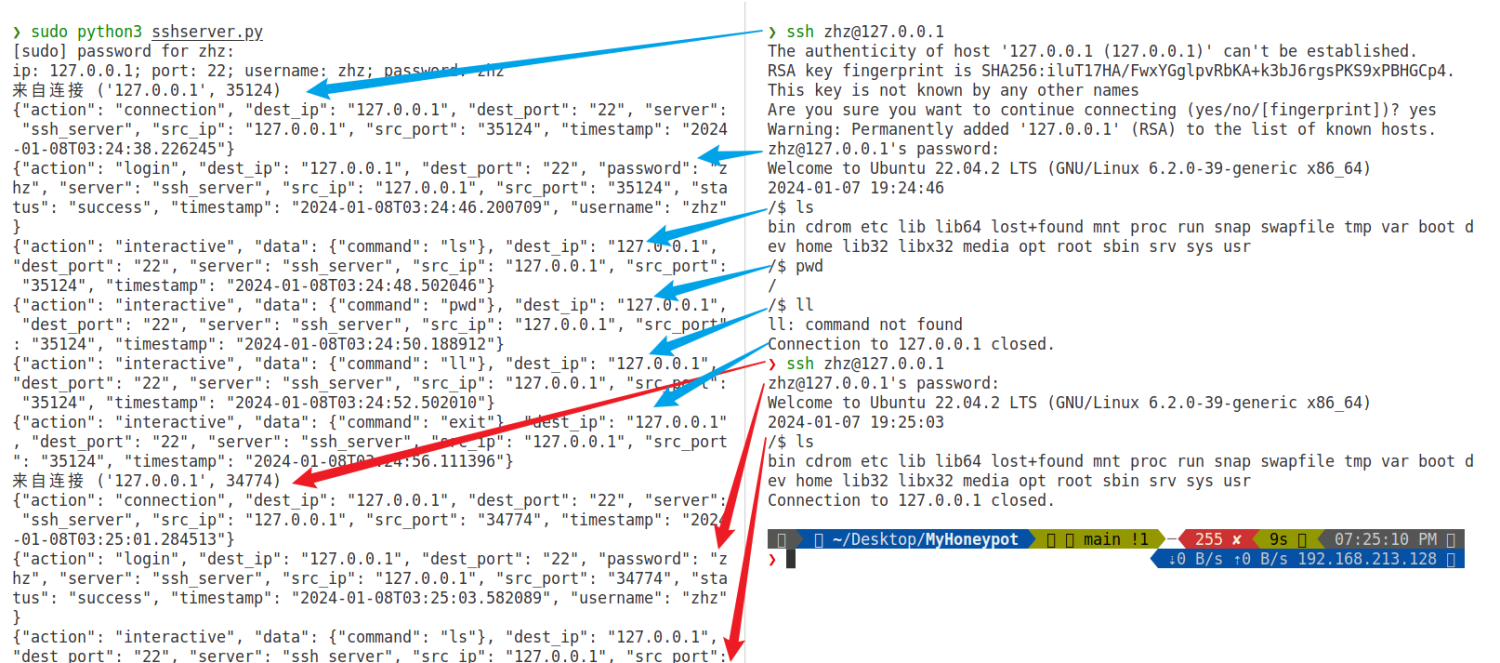 ❯ sudo python3 sshserver.py
[sudo] password for zhz:
ip: 127.0.0.1; port: 22; username: zhz; password: zhz
来自连接 ('127.0.0.1', 35124)
{"action": "connection", "dest_ip": "127.0.0.1", "dest_port": "22", "server":
"ssh_server", "src_ip": "127.0.0.1", "src_port": "35124", "timestamp": "2024
-01-08T03:24:38.226245"}
{"action": "login", "dest_ip": "127.0.0.1", "dest_port": "22", "password": "z
hz", "server": "ssh_server", "src_ip": "127.0.0.1", "src_port": "35124", "sta
tus": "success", "timestamp": "2024-01-08T03:24:46.200709", "username": "zhz"
}
{"action": "interactive", "data": {"command": "ls"}, "dest_ip": "127.0.0.1",
"dest_port": "22", "server": "ssh_server", "src_ip": "127.0.0.1", "src_port":
"35124", "timestamp": "2024-01-08T03:24:48.502046"}
{"action": "interactive", "data": {"command": "pwd"}, "dest_ip": "127.0.0.1",
"dest_port": "22", "server": "ssh_server", "src_ip": "127.0.0.1", "src_port"
: "35124", "timestamp": "2024-01-08T03:24:50.188912"}
{"action": "interactive", "data": {"command": "ll"}, "dest_ip": "127.0.0.1",
"dest_port": "22", "server": "ssh_server", "src_ip": "127.0.0.1", "src_port":
"35124", "timestamp": "2024-01-08T03:24:52.502010"}
{"action": "interactive", "data": {"command": "exit"}, "dest_ip": "127.0.0.1"
, "dest_port": "22", "server": "ssh_server", "src_ip": "127.0.0.1", "src_port
": "35124", "timestamp": "2024-01-08T03:24:56.111396"}
来自连接 ('127.0.0.1', 34774)
{"action": "connection", "dest_ip": "127.0.0.1", "dest_port": "22", "server":
"ssh_server", "src_ip": "127.0.0.1", "src_port": "34774", "timestamp": "2024
-01-08T03:25:01.284513"}
{"action": "login", "dest_ip": "127.0.0.1", "dest_port": "22", "password": "z
hz", "server": "ssh_server", "src_ip": "127.0.0.1", "src_port": "34774", "sta
tus": "success", "timestamp": "2024-01-08T03:25:03.582089", "username": "zhz"
}
{"action": "interactive", "data": {"command": "ls"}, "dest_ip": "127.0.0.1",
"dest_port": "22", "server": "ssh_server", "src_ip": "127.0.0.1", "src_port":
❯ ssh zhz@127.0.0.1
The authenticity of host '127.0.0.1 (127.0.0.1)' can't be established.
RSA key fingerprint is SHA256:iluT17HA/FwxYGglpvRbKA+k3bJ6rgsPKS9xPBHGCp4.
This key is not known by any other names
Are you sure you want to continue connecting (yes/no/[fingerprint])? yes
Warning: Permanently added '127.0.0.1' (RSA) to the list of known hosts.
zhz@127.0.0.1's password:
Welcome to Ubuntu 22.04.2 LTS (GNU/Linux 6.2.0-39-generic x86_64)
2024-01-07 19:24:46
/$ ls
bin cdrom etc lib lib64 lost+found mnt proc run snap swapfile tmp var boot d
ev home lib32 libx32 media opt root sbin srv sys usr
/$ pwd
/
/$ ll
ll: command not found
Connection to 127.0.0.1 closed.
❯ ssh zhz@127.0.0.1
zhz@127.0.0.1's password:
Welcome to Ubuntu 22.04.2 LTS (GNU/Linux 6.2.0-39-generic x86_64)
2024-01-07 19:25:03
/$ ls
bin cdrom etc lib lib64 lost+found mnt proc run snap swapfile tmp var boot d
ev home lib32 libx32 media opt root sbin srv sys usr
Connection to 127.0.0.1 closed.
~/Desktop/MyHoneypot main !1 255 ✘ 9s 07:25:10 PM
❯ ↓0 B/s ↑0 B/s 192.168.213.128